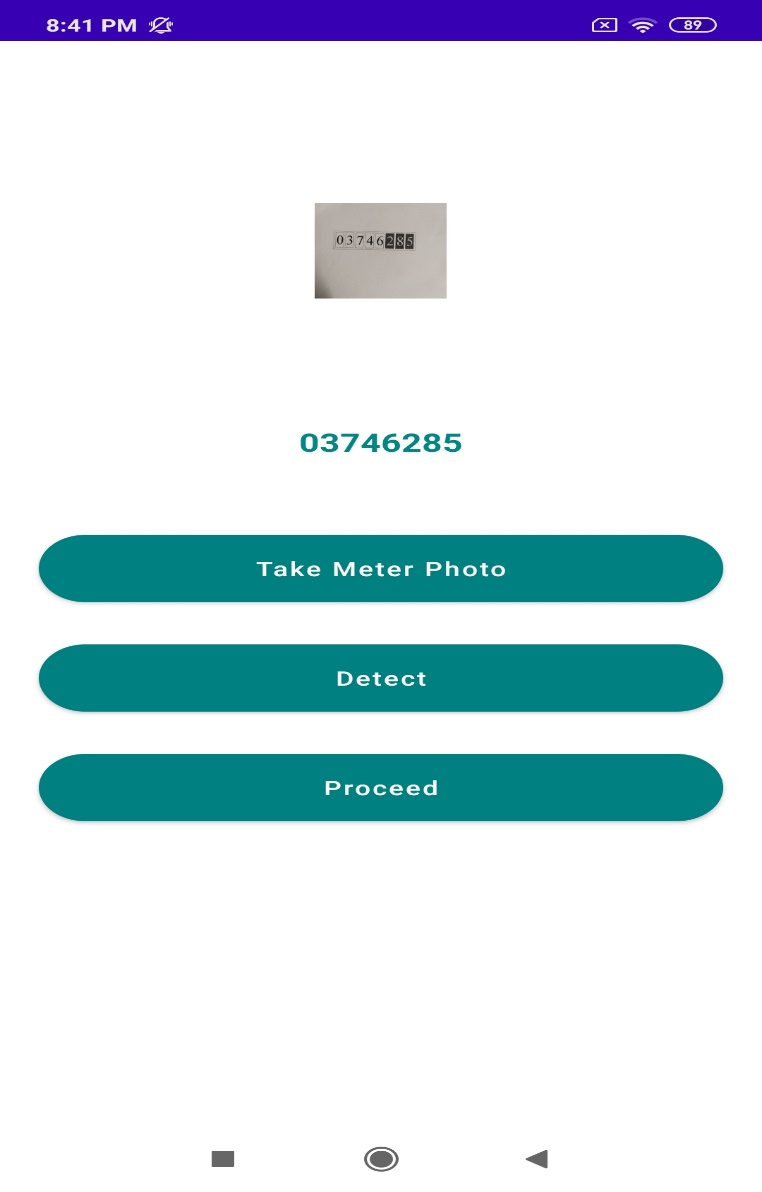 8:41 PM
89
03746285
03746285
Take Meter Photo
Detect
Proceed